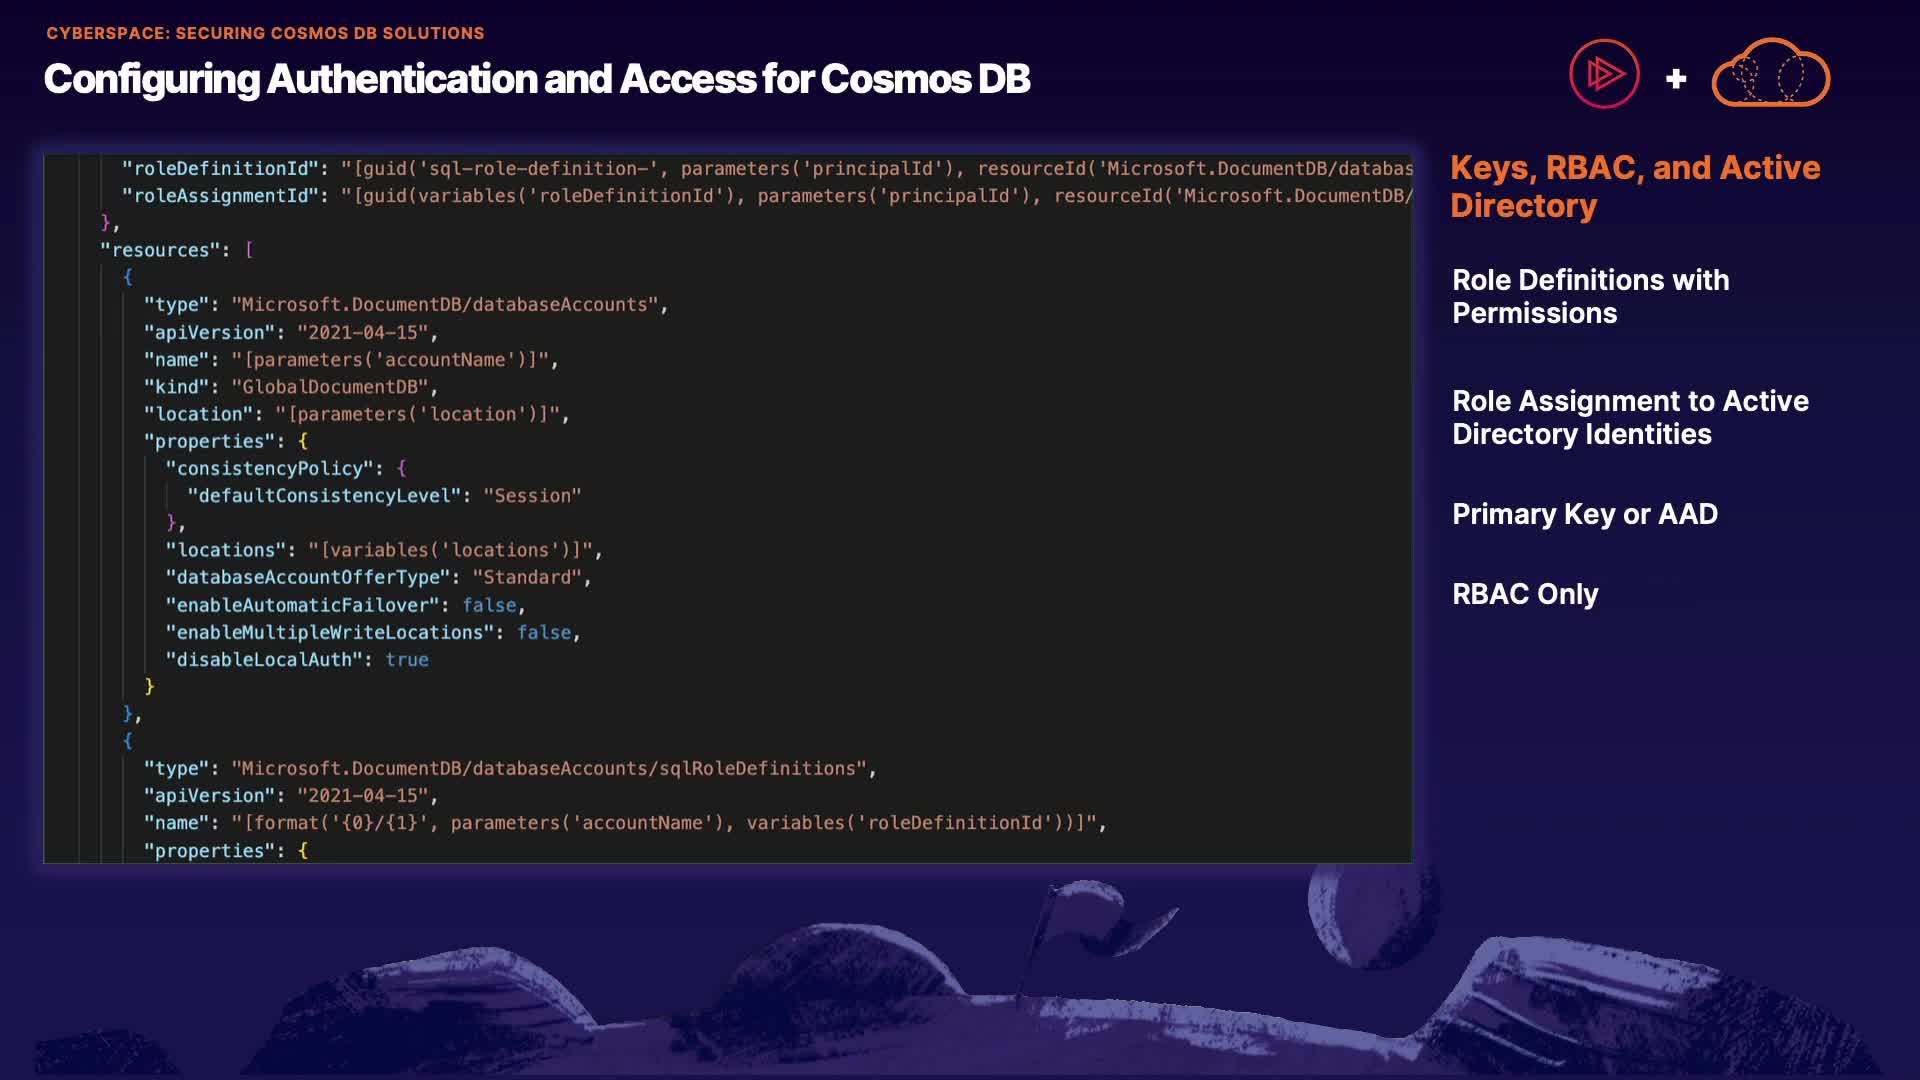 CYBERSPACE: SECURING COSMOS DB SOLUTIONS
Configuring Authentication and Access for Cosmos DB
+
"roleDefinitionId": "[guid('sql-role-definition-', parameters('principalId'), resourceId('Microsoft.DocumentDB/databas
"roleAssignmentId": "[guid(variables('roleDefinitionId'), parameters('principalId'), resourceId('Microsoft.DocumentDB/
},
"resources": [
{
"type": "Microsoft.DocumentDB/databaseAccounts",
"apiVersion": "2021-04-15",
"name": "[parameters('accountName')]",
"kind": "GlobalDocumentDB",
"location": "[parameters('location')]",
"properties": {
"consistencyPolicy": {
"defaultConsistencyLevel": "Session"
},
"locations": "[variables('locations')]",
"databaseAccountOfferType": "Standard",
"enableAutomaticFailover": false,
"enableMultipleWriteLocations": false,
"disableLocalAuth": true
}
},
{
"type": "Microsoft.DocumentDB/databaseAccounts/sqlRoleDefinitions",
"apiVersion": "2021-04-15",
"name": "[format('{0}/{1}', parameters('accountName'), variables('roleDefinitionId'))]",
"properties": {
Keys, RBAC, and Active
Directory
Role Definitions with
Permissions
Role Assignment to Active
Directory Identities
Primary Key or AAD
RBAC Only